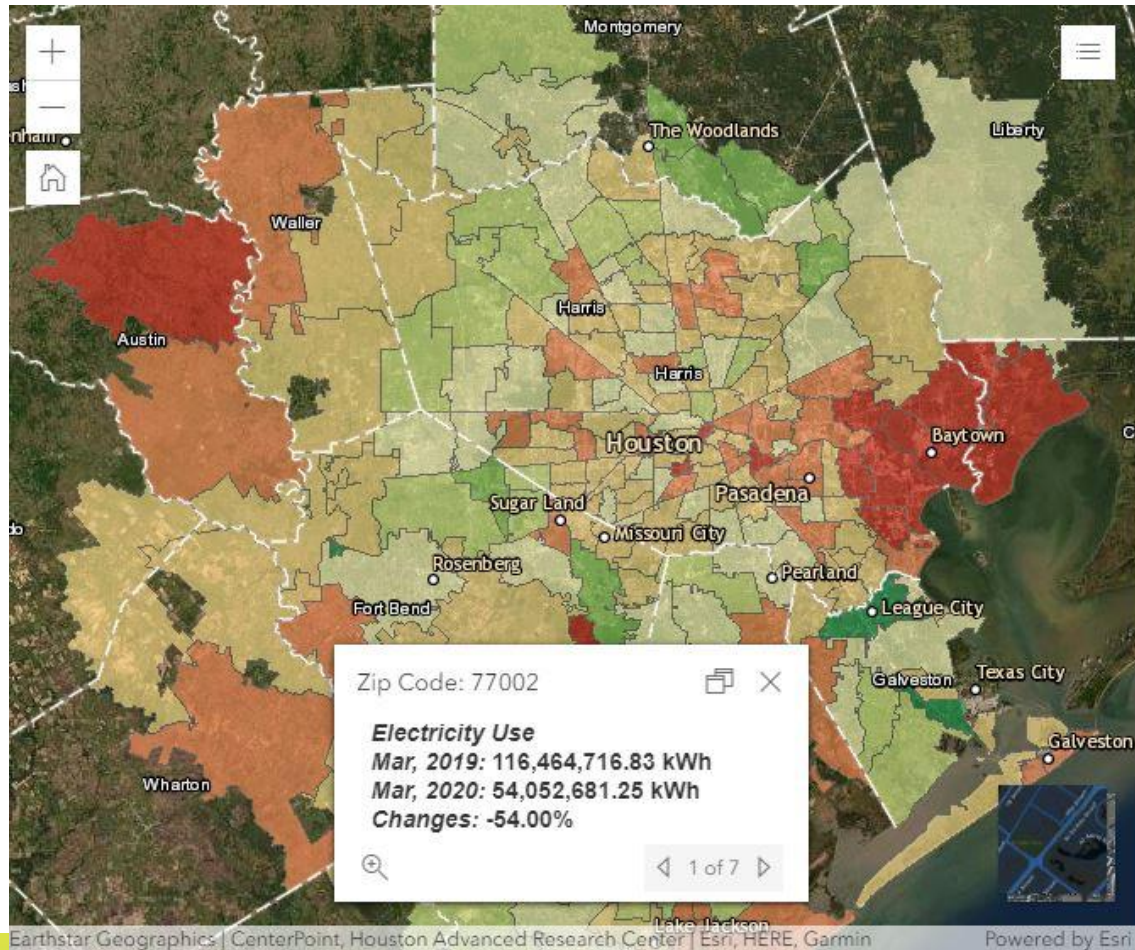 Montgomery
The Woodlands
Liberty
nham
Waller
Harris
Austin
Harris
Houston
Baytown
Pasadena
Sugar Land
Missouri City
Rosenberg
Pearland
Fort Bend
League City
Galveston
Texas City
Galveston
Wharton
Zip Code: 77002
Electricity Use
Mar, 2019: 116,464,716.83 kWh
Mar, 2020: 54,052,681.25 kWh
Changes: -54.00%
1 of 7
Lake Jackson
Earthstar Geographics | CenterPoint, Houston Advanced Research Center | Esri, HERE, Garmin
Powered by Esri